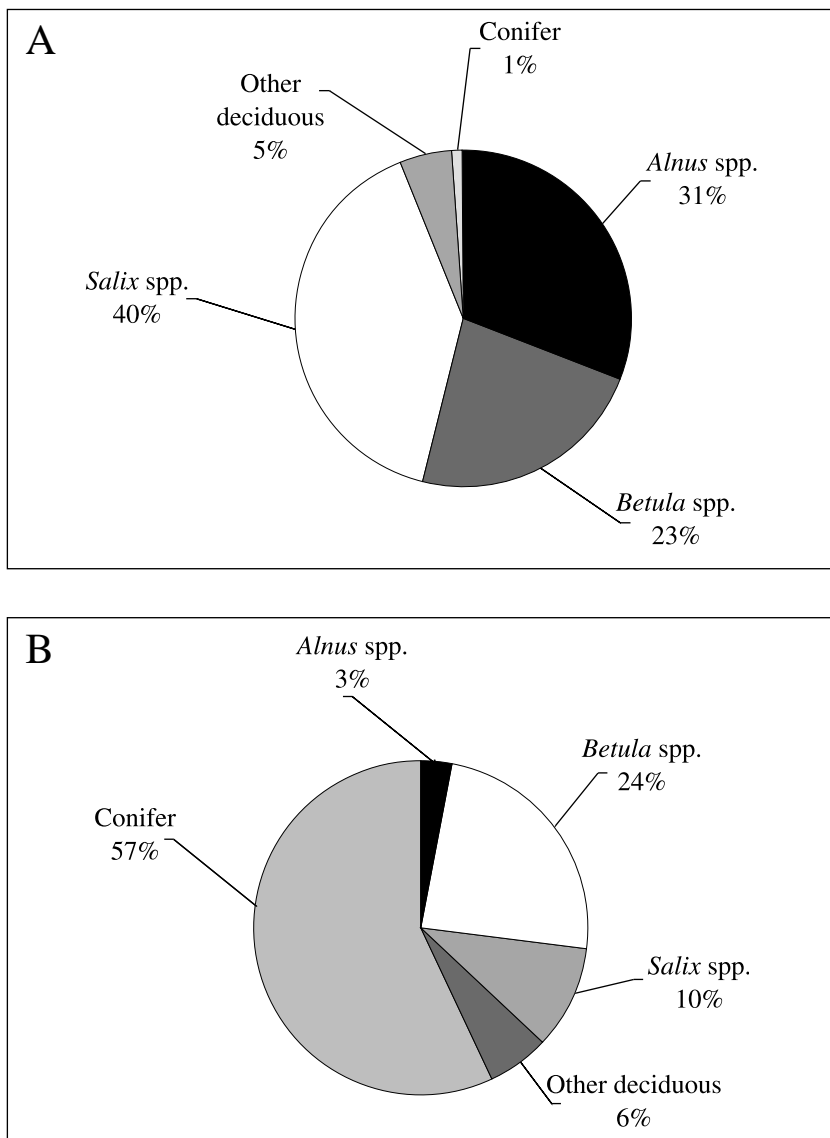 A
Conifer
1%
Other
deciduous
5%
Alnus spp.
31%
Salix spp.
40%
Betula spp.
23%
B
Alnus spp.
3%
Betula spp.
24%
Conifer
57%
Salix spp.
10%
Other deciduous
6%